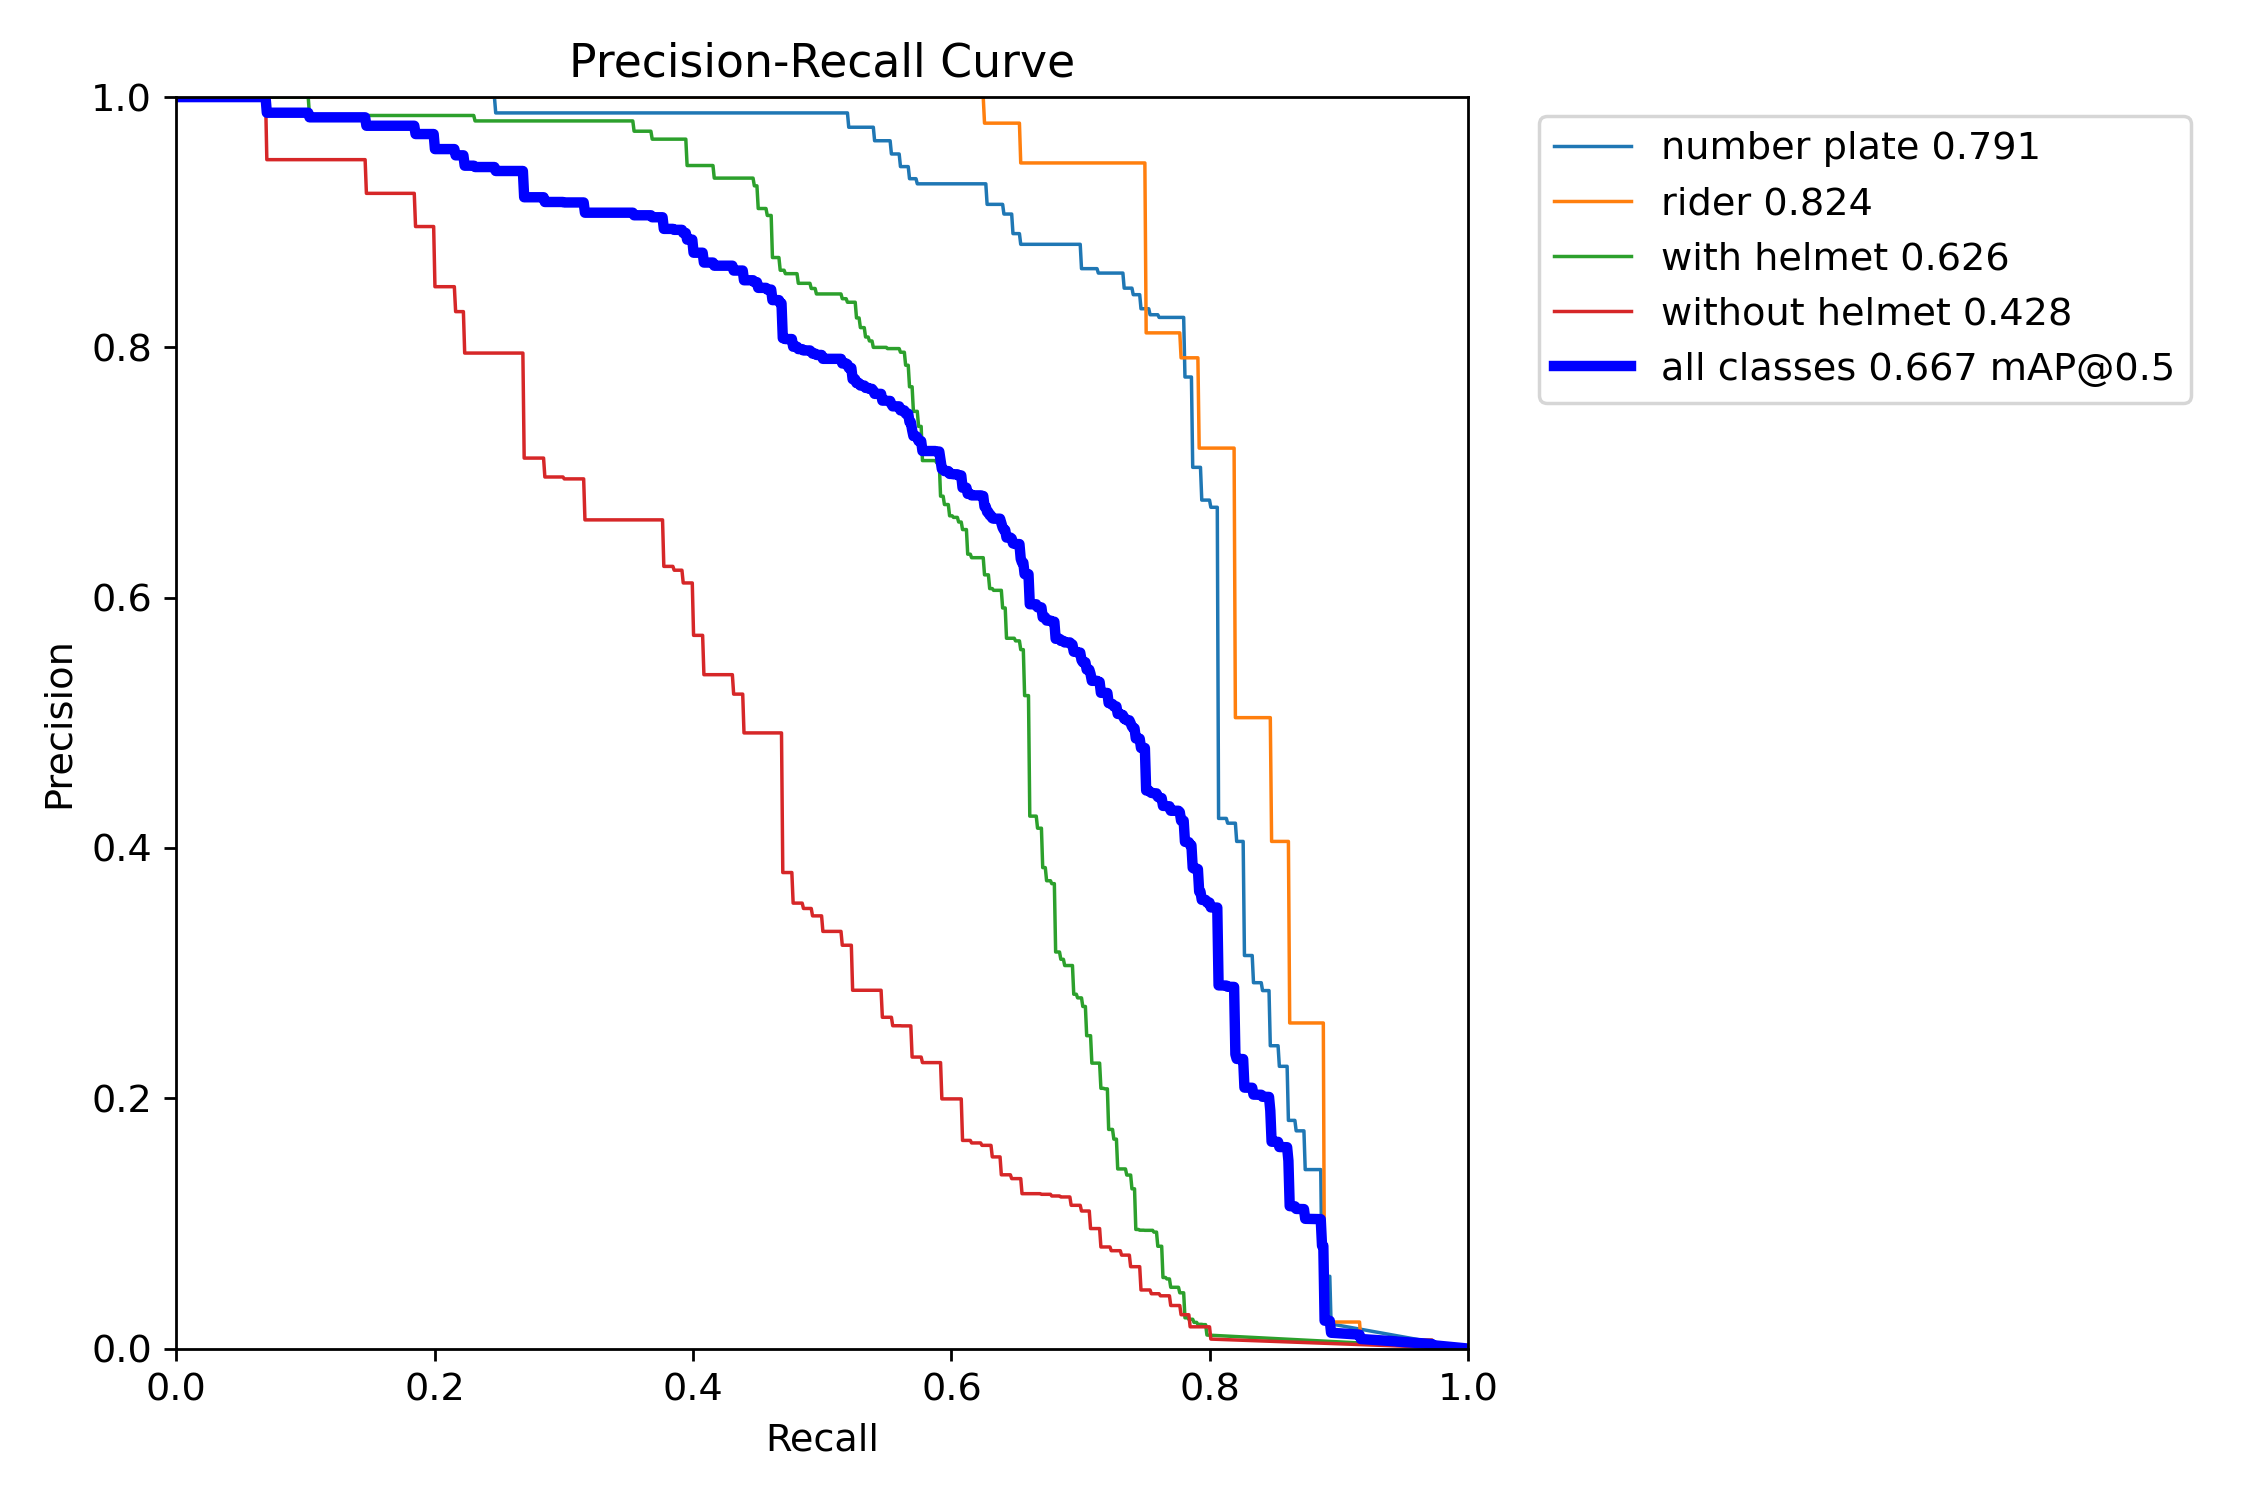 Precision-Recall Curve
1.0
0.8
0.6
0.4
0.2
0.0
Precision
0.0 0.2 0.4 0.6 0.8 1.0
Recall
number plate 0.791
rider 0.824
with helmet 0.626
without helmet 0.428
all classes 0.667 mAP@0.5